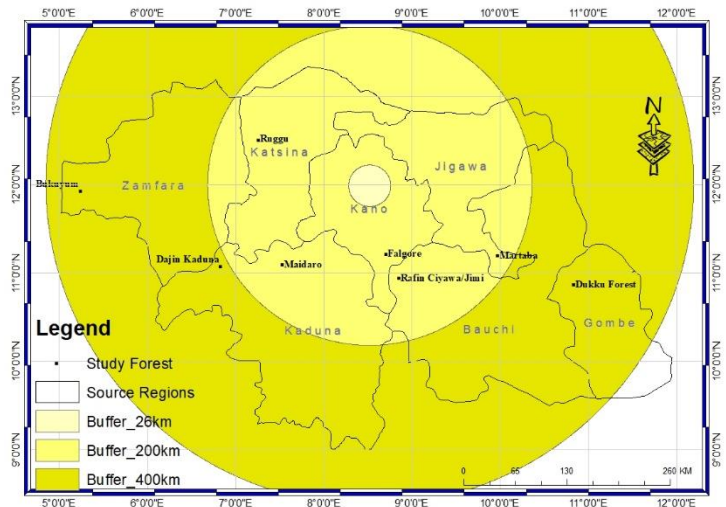 5°0'0"E 6°0'0"E 7°0'0"E 8°0'0"E 9°0'0"E 10°0'0"E 11°0'0"E 12°0'0"E
13°0'0"N 13°0'0"N
N
Ruggu
Katsina
Jigawa
12°0'0"N 12°0'0"N
Bukuyum
Zamfara
Kano
Dajin Kaduna
Maidaro
Falgore
Martaba
11°0'0"N 11°0'0"N
Rafin Ciyawa/Jimi
Dukku Forest
Kaduna
Bauchi
Gombe
10°0'0"N 10°0'0"N
Legend
Study Forest
Source Regions
Buffer_26km
Buffer_200km
Buffer_400km
9°0'0"N 9°0'0"N
0 65 130 260 KM
5°0'0"E 6°0'0"E 7°0'0"E 8°0'0"E 9°0'0"E 10°0'0"E 11°0'0"E 12°0'0"E